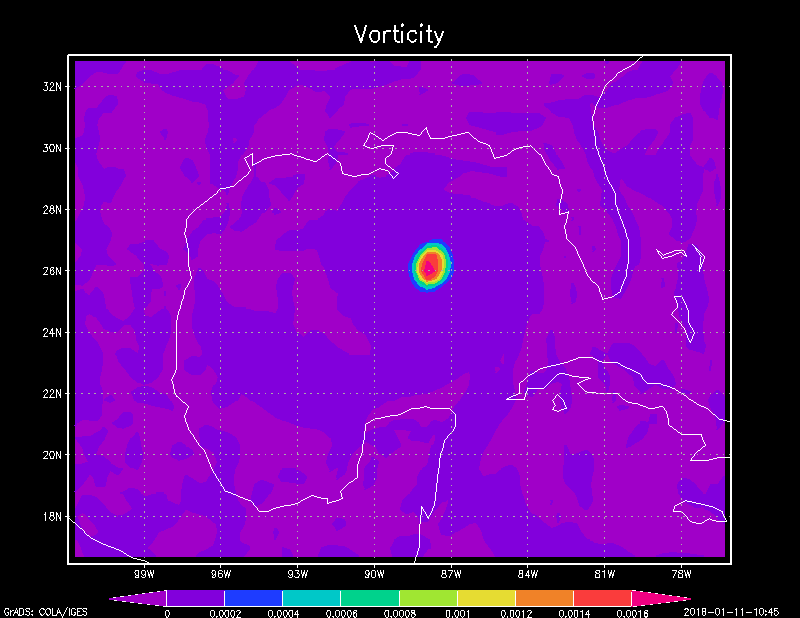 Vorticity
32N
30N
28N
26N
24N
22N
20N
18N
99W 96W 93W 90W 87W 84W 81W 78W
0 0.0002 0.0004 0.0006 0.0008 0.001 0.0012 0.0014 0.0016
GrADS: COLA/IGES 2018-01-11-10:45